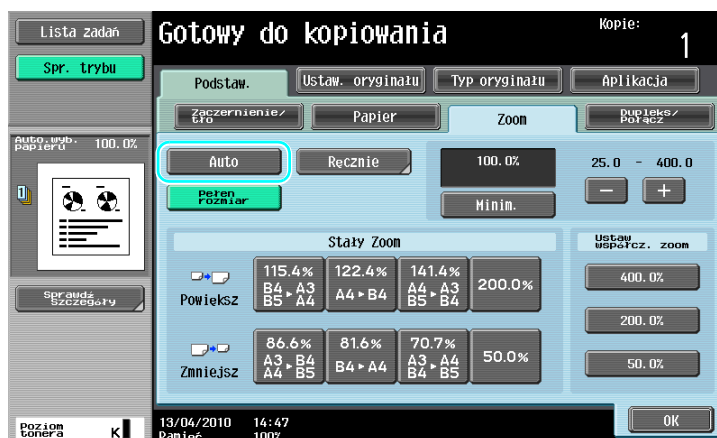 Lista zadań
Gotowy do kopiowania
Kopie:
1
Spr. trybu
Podstaw.
Ustaw. oryginału
Typ oryginału
Aplikacja
Zaczernienie/
tło
Papier
Zoom
Dupleks/
Połącz
Auto.wyb.
papieru
100.0%
Auto
Ręcznie
100.0%
25.0 - 400.0
1
Pełen
rozmiar
Minim.
− +
Stały Zoom
Ustaw
współcz. zoom
Powiększ
115.4%
B4 ▸ A3
B5 ▸ A4
122.4%
A4 ▸ B4
141.4%
A4 ▸ A3
B5 ▸ B4
200.0%
400.0%
Sprawdź
Szczegóły
200.0%
Zmniejsz
86.6%
A3 ▸ B4
A4 ▸ B5
81.6%
B4 ▸ A4
70.7%
A3 ▸ A4
B4 ▸ B5
50.0%
50.0%
Poziom
tonera
K
13/04/2010 14:47
Pamięć 100%
OK